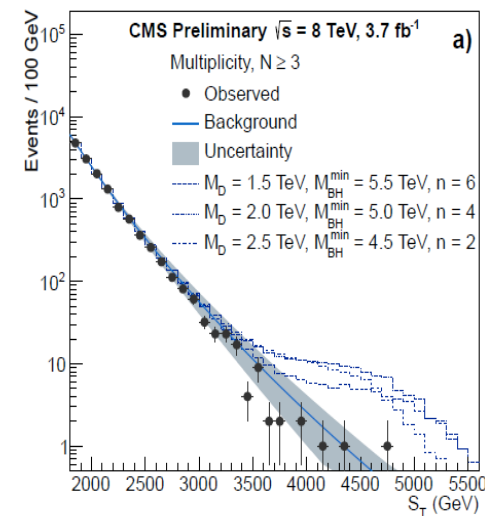 CMS Preliminary √s = 8 TeV, 3.7 fb⁻¹
a)
Multiplicity, N ≥ 3
Observed
Background
Uncertainty
M_D = 1.5 TeV, M_BH^min = 5.5 TeV, n = 6
M_D = 2.0 TeV, M_BH^min = 5.0 TeV, n = 4
M_D = 2.5 TeV, M_BH^min = 4.5 TeV, n = 2
Events / 100 GeV
10⁵
10⁴
10³
10²
10
1
2000 2500 3000 3500 4000 4500 5000 5500
S_T (GeV)